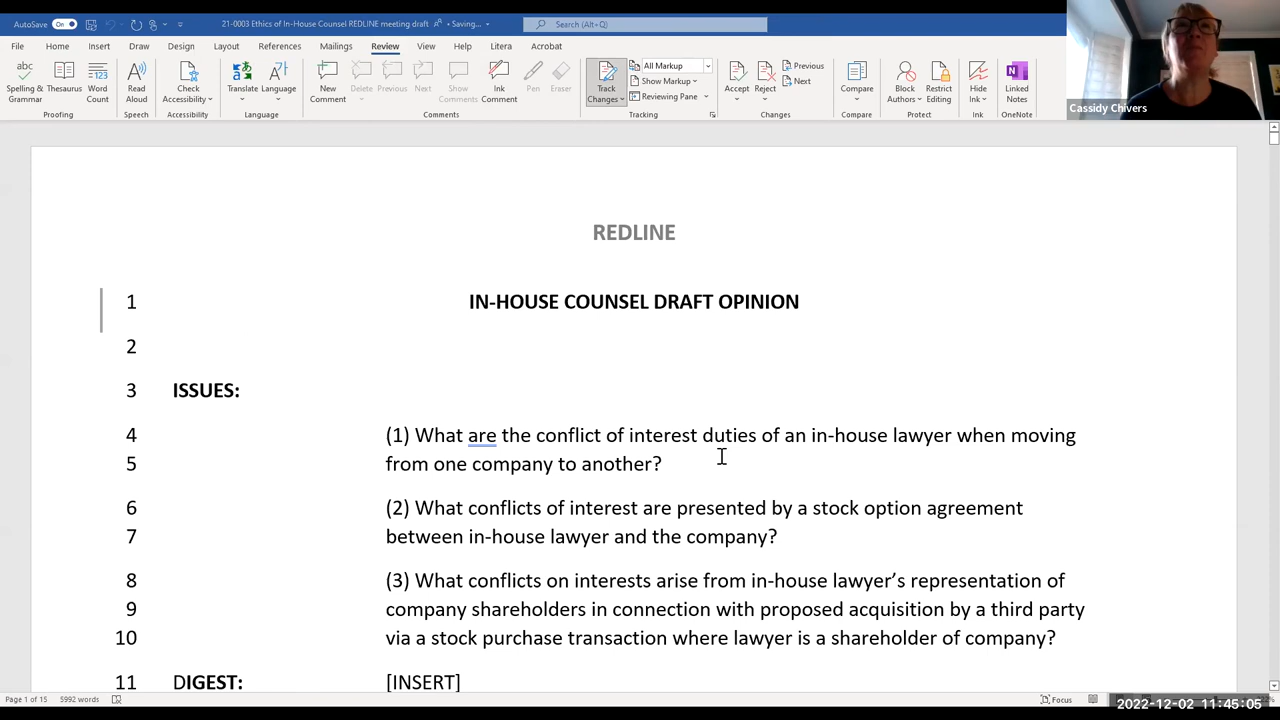 AutoSave On 21-0003 Ethics of In-House Counsel REDLINE meeting draft • Saving... Search (Alt+Q)
File Home Insert Draw Design Layout References Mailings Review View Help Litera Acrobat
Spelling & Grammar Thesaurus Word Count Read Aloud Check Accessibility Translate Language New Comment Delete Previous Next Show Comments Ink Comment Pen Eraser Track Changes All Markup Show Markup Reviewing Pane Accept Reject Previous Next Compare Block Authors Restrict Editing Hide Ink Linked Notes
Proofing Speech Accessibility Language Comments Tracking Changes Compare Protect Ink OneNote
Cassidy Chivers
REDLINE
1 IN-HOUSE COUNSEL DRAFT OPINION
2
3 ISSUES:
4 (1) What are the conflict of interest duties of an in-house lawyer when moving
5 from one company to another?
6 (2) What conflicts of interest are presented by a stock option agreement
7 between in-house lawyer and the company?
8 (3) What conflicts on interests arise from in-house lawyer's representation of
9 company shareholders in connection with proposed acquisition by a third party
10 via a stock purchase transaction where lawyer is a shareholder of company?
11 DIGEST: [INSERT]
Page 1 of 15 5992 words Focus
2022-12-02 11:45:05